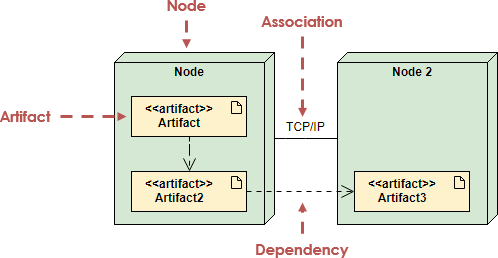 Node
Association
Node
Node 2
<<artifact>>
Artifact
Artifact
TCP/IP
<<artifact>>
Artifact2
<<artifact>>
Artifact3
Dependency